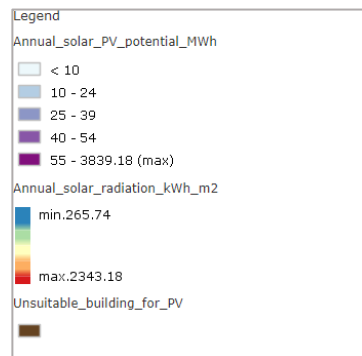 Legend
Annual_solar_PV_potential_MWh
< 10
10 - 24
25 - 39
40 - 54
55 - 3839.18 (max)
Annual_solar_radiation_kWh_m2
min.265.74
max.2343.18
Unsuitable_building_for_PV